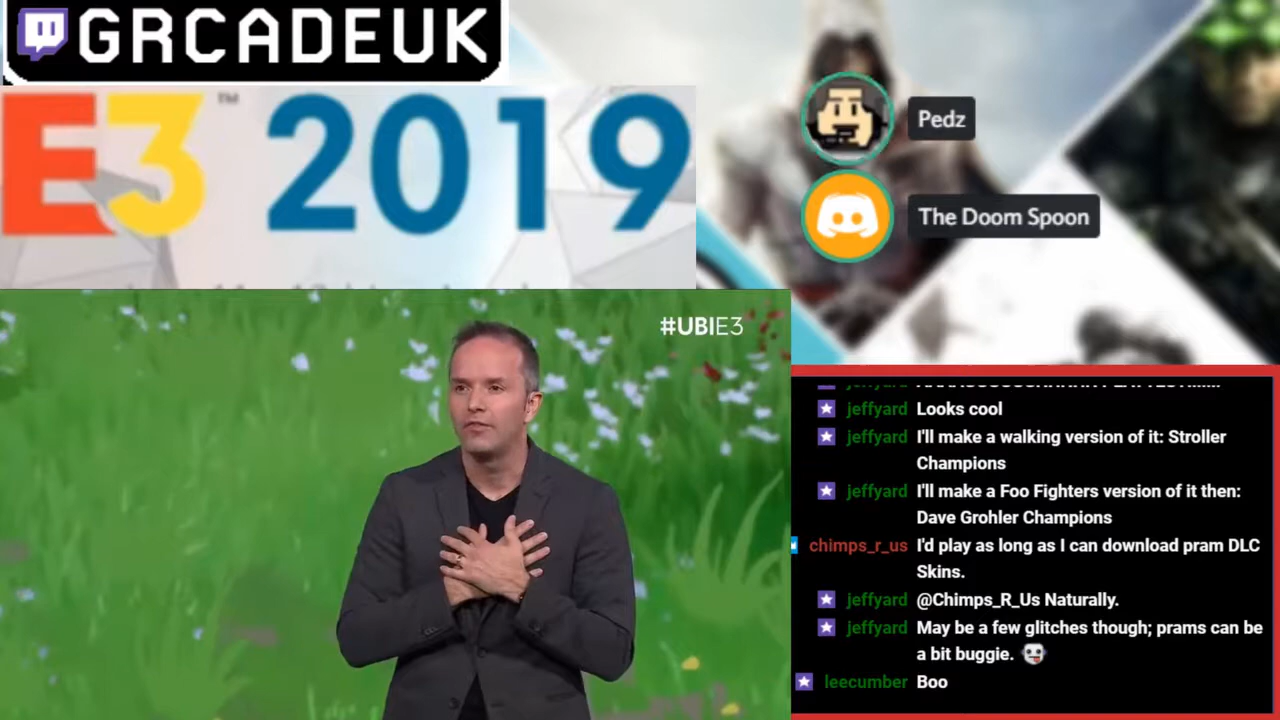 GRCADEUK
E3™ 2019
Pedz
The Doom Spoon
#UBIE3
jeffyard Looks cool
jeffyard I'll make a walking version of it: Stroller
Champions
jeffyard I'll make a Foo Fighters version of it then:
Dave Grohler Champions
chimps_r_us I'd play as long as I can download pram DLC
Skins.
jeffyard @Chimps_R_Us Naturally.
jeffyard May be a few glitches though; prams can be
a bit buggie.
leecumber Boo